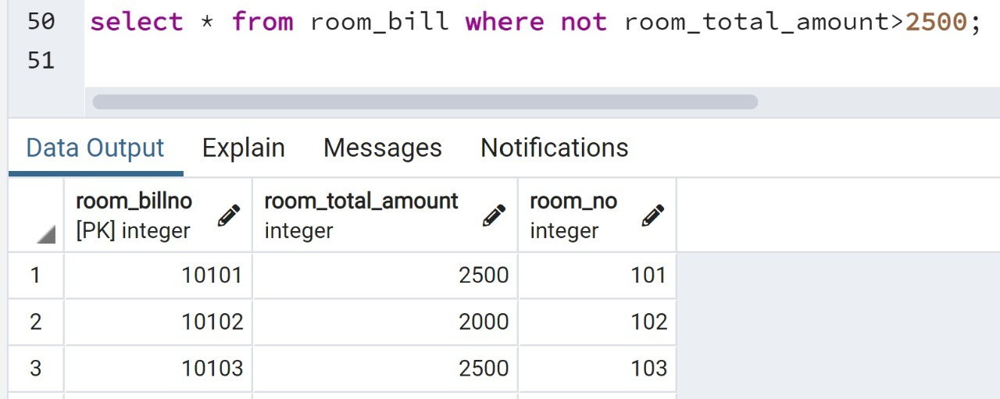 50 select * from room_bill where not room_total_amount>2500;
51
Data Output Explain Messages Notifications
room_billno room_total_amount room_no
[PK] integer integer integer
1 10101 2500 101
2 10102 2000 102
3 10103 2500 103